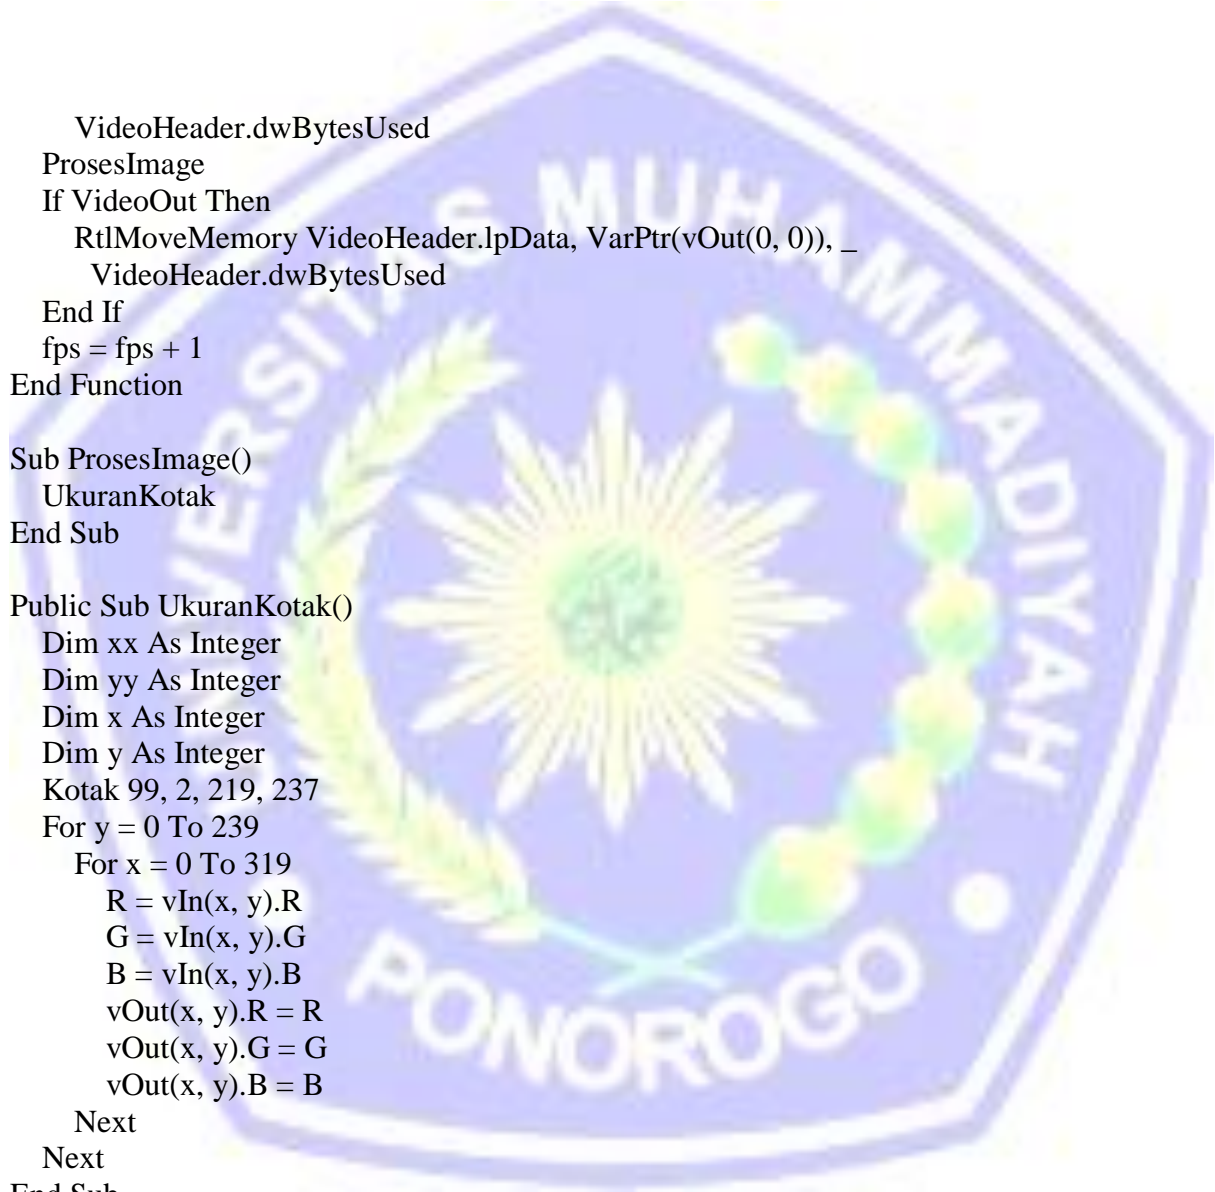 VideoHeader.dwBytesUsed
ProsesImage
If VideoOut Then
RtlMoveMemory VideoHeader.lpData, VarPtr(vOut(0, 0)), _
VideoHeader.dwBytesUsed
End If
fps = fps + 1
End Function
Sub ProsesImage()
UkuranKotak
End Sub
Public Sub UkuranKotak()
Dim xx As Integer
Dim yy As Integer
Dim x As Integer
Dim y As Integer
Kotak 99, 2, 219, 237
For y = 0 To 239
For x = 0 To 319
R = vIn(x, y).R
G = vIn(x, y).G
B = vIn(x, y).B
vOut(x, y).R = R
vOut(x, y).G = G
vOut(x, y).B = B
Next
Next
End Sub
UNIVERSITAS MUHAMMADIYAH
PONOROGO